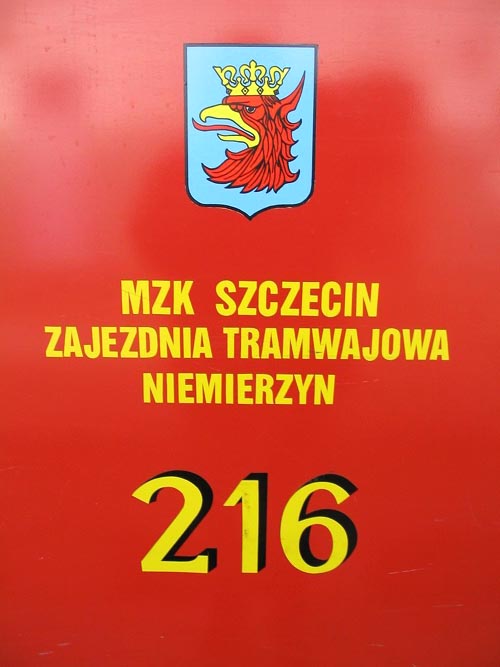 MZK SZCZECIN
ZAJEZDNIA TRAMWAJOWA
NIEMIERZYN
216